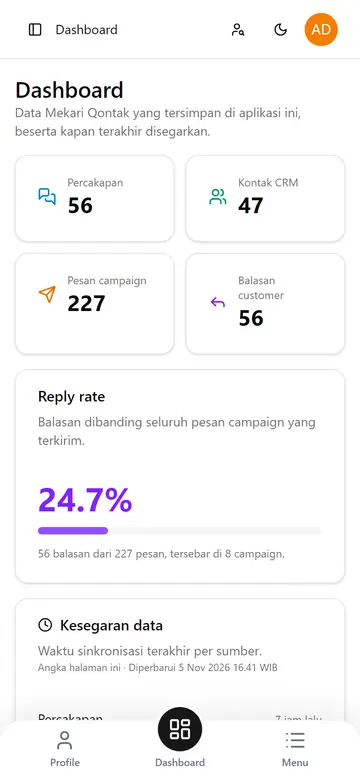 Dashboard
AD
Dashboard
Data Mekari Qontak yang tersimpan di aplikasi ini,
beserta kapan terakhir disegarkan.
Percakapan
56
Kontak CRM
47
Pesan campaign
227
Balasan
customer
56
Reply rate
Balasan dibanding seluruh pesan campaign yang
terkirim.
24.7%
56 balasan dari 227 pesan, tersebar di 8 campaign.
Kesegaran data
Waktu sinkronisasi terakhir per sumber.
Angka halaman ini · Diperbarui 5 Nov 2026 16.41 WIB
Percakapan
7 jam lalu
Profile
Dashboard
Menu